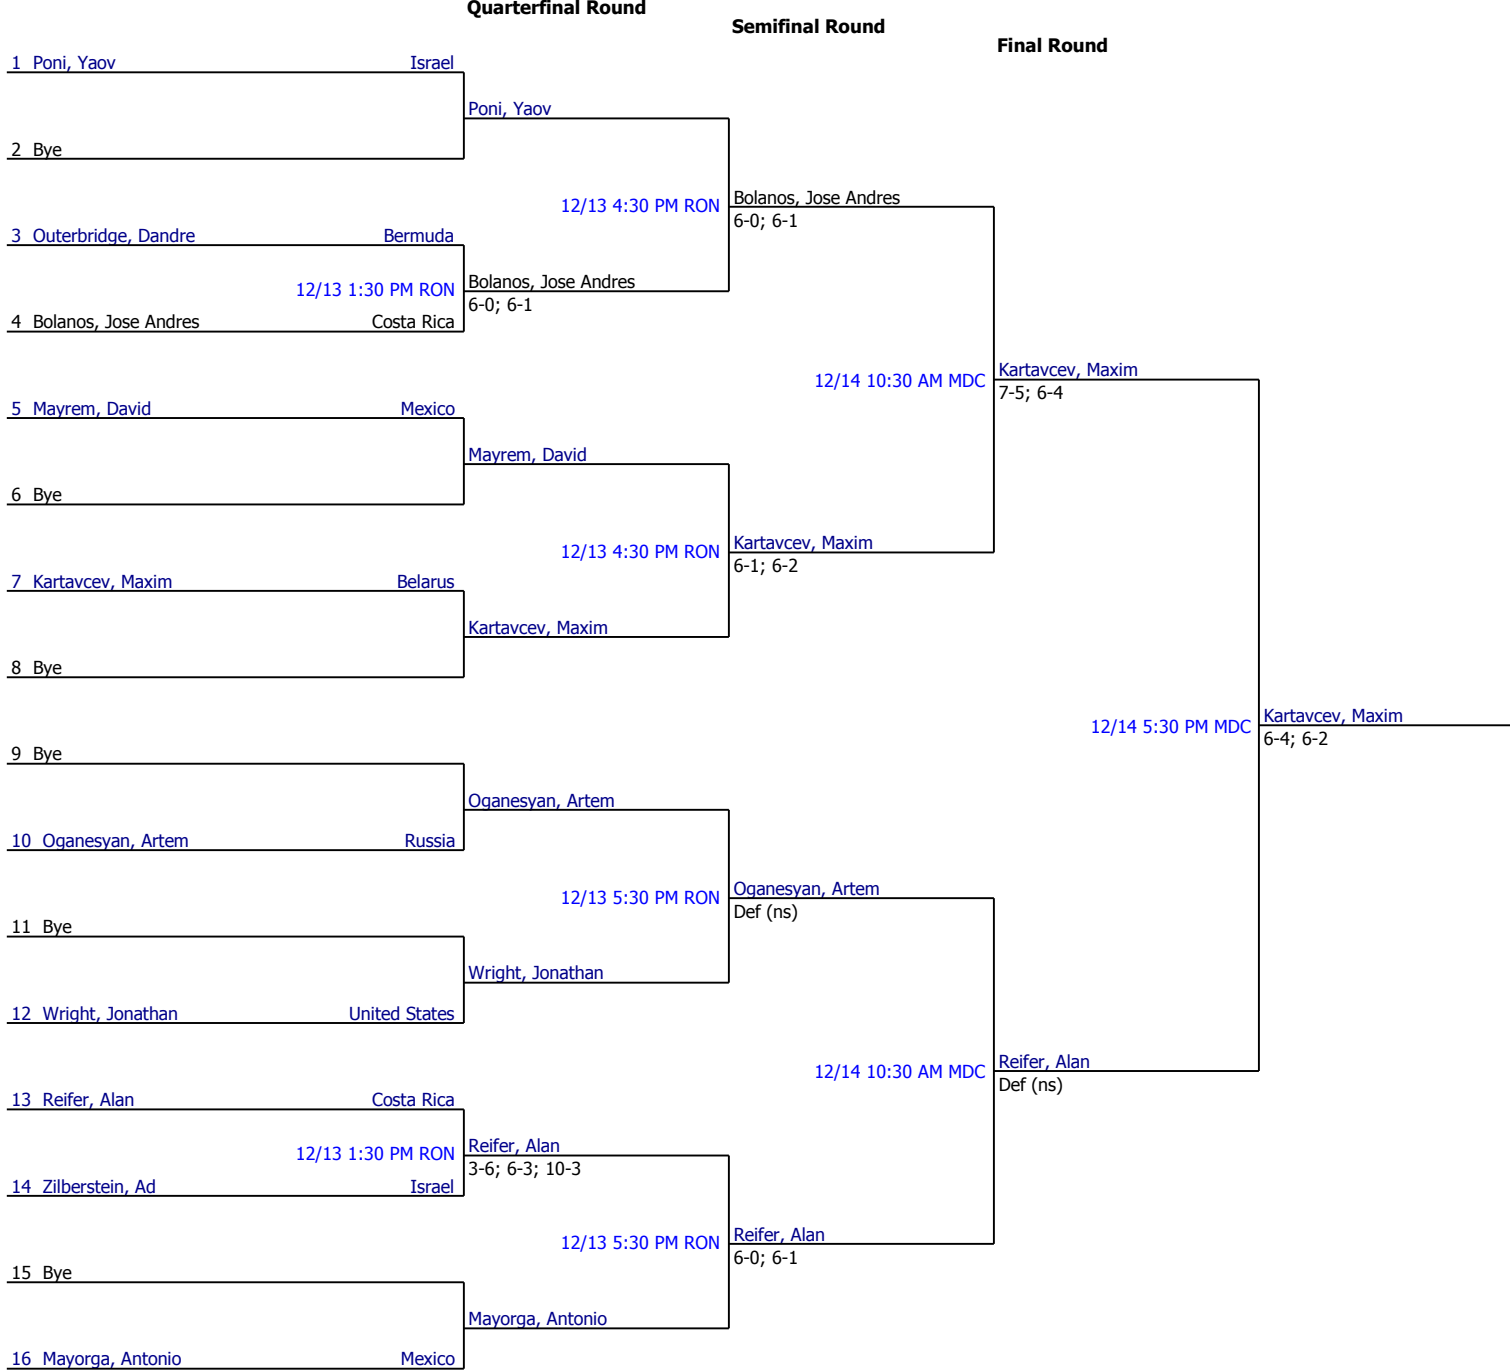 Quarterfinal Round
Semifinal Round
Final Round
1 Poni, Yaov Israel
Poni, Yaov
2 Bye
12/13 4:30 PM RON Bolanos, Jose Andres
6-0; 6-1
3 Outerbridge, Dandre Bermuda
12/13 1:30 PM RON Bolanos, Jose Andres
6-0; 6-1
4 Bolanos, Jose Andres Costa Rica
12/14 10:30 AM MDC Kartavcev, Maxim
7-5; 6-4
5 Mayrem, David Mexico
Mayrem, David
6 Bye
12/13 4:30 PM RON Kartavcev, Maxim
6-1; 6-2
7 Kartavcev, Maxim Belarus
Kartavcev, Maxim
8 Bye
12/14 5:30 PM MDC Kartavcev, Maxim
6-4; 6-2
9 Bye
Oganesyan, Artem
10 Oganesyan, Artem Russia
12/13 5:30 PM RON Oganesyan, Artem
Def (ns)
11 Bye
Wright, Jonathan
12 Wright, Jonathan United States
12/14 10:30 AM MDC Reifer, Alan
Def (ns)
13 Reifer, Alan Costa Rica
12/13 1:30 PM RON Reifer, Alan
3-6; 6-3; 10-3
14 Zilberstein, Ad Israel
12/13 5:30 PM RON Reifer, Alan
6-0; 6-1
15 Bye
Mayorga, Antonio
16 Mayorga, Antonio Mexico